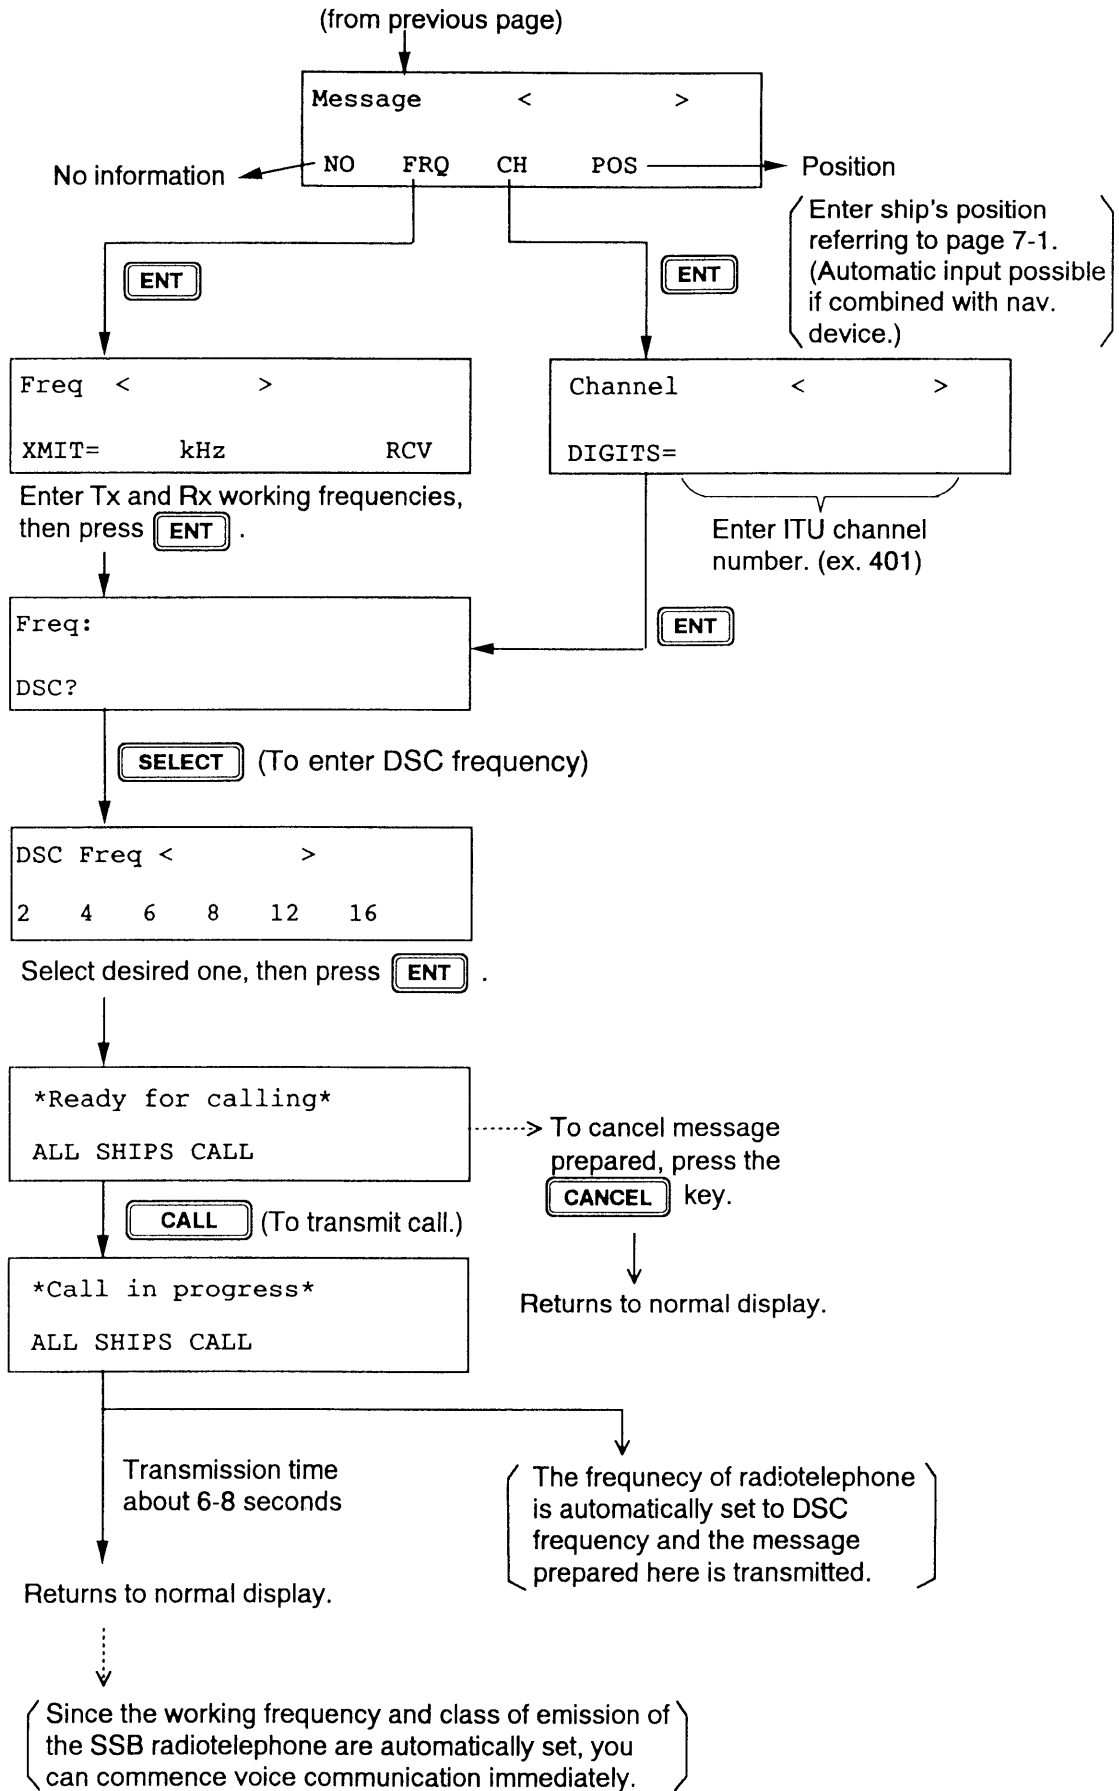 (from previous page)
Message < >
NO FRQ CH POS
No information
Position
Enter ship's position
referring to page 7-1.
(Automatic input possible
if combined with nav.
device.)
ENT
ENT
Freq < >
XMIT= kHz RCV
Channel < >
DIGITS=
Enter Tx and Rx working frequencies,
then press ENT .
Enter ITU channel
number. (ex. 401)
Freq:
DSC?
ENT
SELECT (To enter DSC frequency)
DSC Freq < >
2 4 6 8 12 16
Select desired one, then press ENT .
*Ready for calling*
ALL SHIPS CALL
To cancel message
prepared, press the
CANCEL key.
CALL (To transmit call.)
*Call in progress*
ALL SHIPS CALL
Returns to normal display.
Transmission time
about 6-8 seconds
The frequnecy of radiotelephone
is automatically set to DSC
frequency and the message
prepared here is transmitted.
Returns to normal display.
Since the working frequency and class of emission of
the SSB radiotelephone are automatically set, you
can commence voice communication immediately.